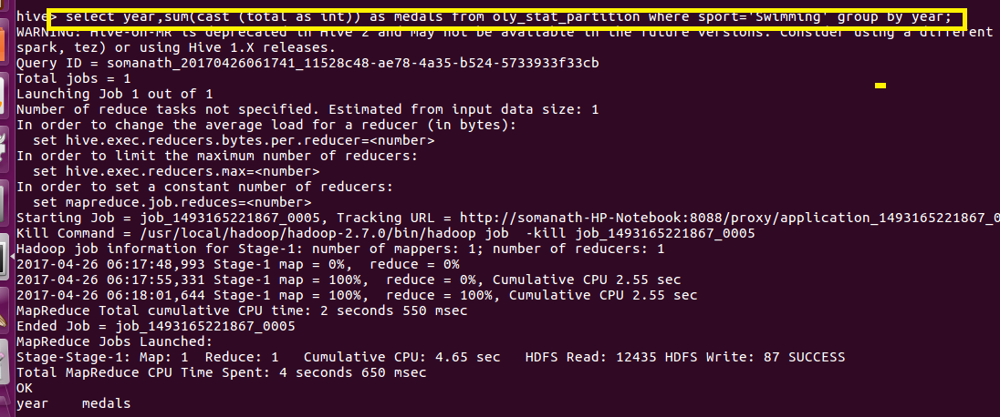 hive> select year,sum(cast (total as int)) as medals from oly_stat_partition where sport='Swimming' group by year;
WARNING: Hive-on-MR is deprecated in Hive 2 and may not be available in the future versions. Consider using a different
spark, tez) or using Hive 1.X releases.
Query ID = somanath_20170426061741_11528c48-ae78-4a35-b524-5733933f33cb
Total jobs = 1
Launching Job 1 out of 1
Number of reduce tasks not specified. Estimated from input data size: 1
In order to change the average load for a reducer (in bytes):
  set hive.exec.reducers.bytes.per.reducer=<number>
In order to limit the maximum number of reducers:
  set hive.exec.reducers.max=<number>
In order to set a constant number of reducers:
  set mapreduce.job.reduces=<number>
Starting Job = job_1493165221867_0005, Tracking URL = http://somanath-HP-Notebook:8088/proxy/application_1493165221867_0
Kill Command = /usr/local/hadoop/hadoop-2.7.0/bin/hadoop job  -kill job_1493165221867_0005
Hadoop job information for Stage-1: number of mappers: 1; number of reducers: 1
2017-04-26 06:17:48,993 Stage-1 map = 0%,  reduce = 0%
2017-04-26 06:17:55,331 Stage-1 map = 100%,  reduce = 0%, Cumulative CPU 2.55 sec
2017-04-26 06:18:01,644 Stage-1 map = 100%,  reduce = 100%, Cumulative CPU 2.55 sec
MapReduce Total cumulative CPU time: 2 seconds 550 msec
Ended Job = job_1493165221867_0005
MapReduce Jobs Launched:
Stage-Stage-1: Map: 1  Reduce: 1   Cumulative CPU: 4.65 sec   HDFS Read: 12435 HDFS Write: 87 SUCCESS
Total MapReduce CPU Time Spent: 4 seconds 650 msec
OK
year	medals